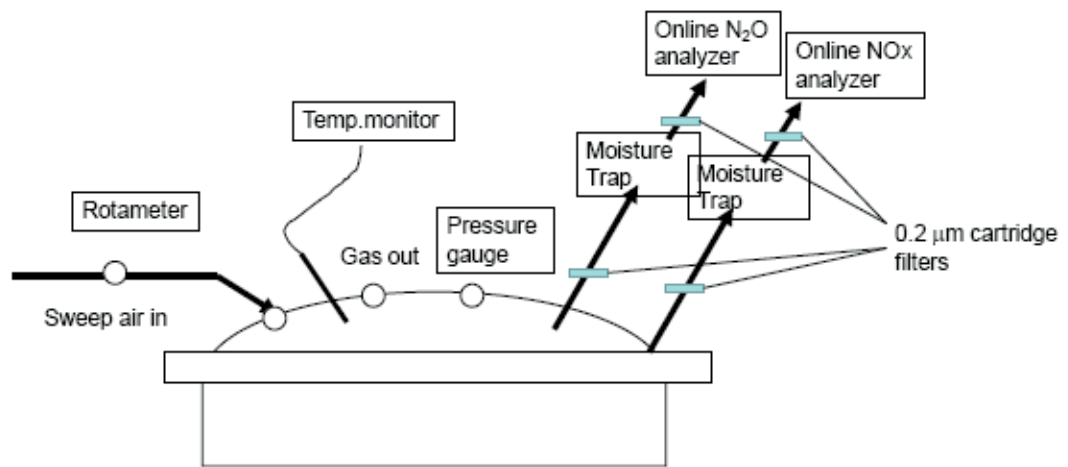 Online N₂O
analyzer
Online NOx
analyzer
Temp.monitor
Moisture
Trap
Moisture
Trap
Rotameter
Pressure
gauge
0.2 μm cartridge
filters
Gas out
Sweep air in